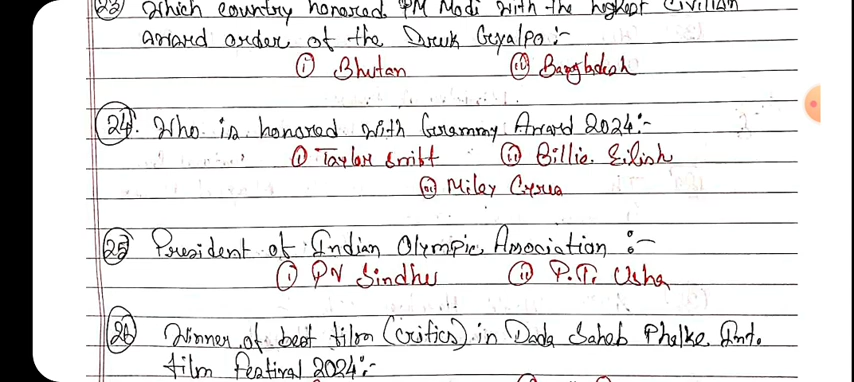 23 Which country honored PM Modi with the highest Civilian
award order of the Druk Gyalpo:-
(i) Bhutan (ii) Bangladesh
24. Who is honored with Grammy Award 2024:-
(i) Taylor Swift (ii) Billie Eilish
(iii) Miley Cyrus
25 President of Indian Olympic Association :-
(i) PV Sindhu (ii) P.T. Usha
26 Winner of best film (Critics) in Dada Saheb Phalke Int.
film festival 2024:-